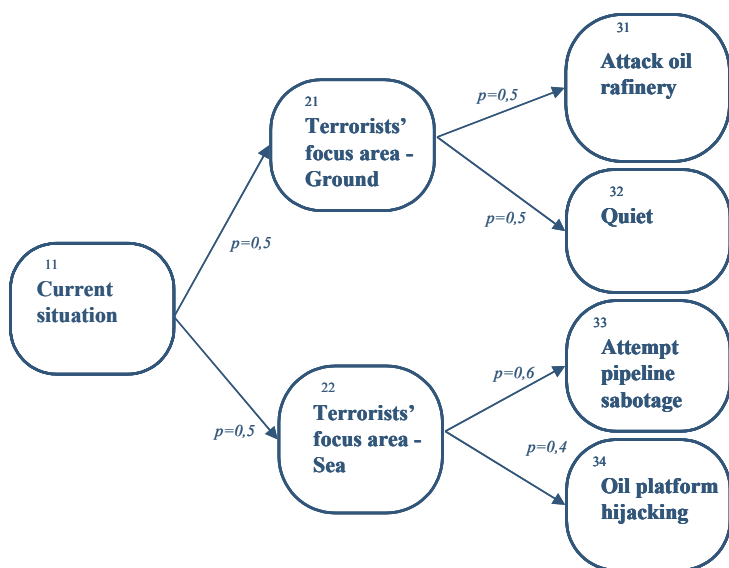 11
Current
situation
p=0,5
p=0,5
21
Terrorists’
focus area -
Ground
22
Terrorists’
focus area -
Sea
p=0,5
p=0,5
p=0,6
p=0,4
31
Attack oil
rafinery
32
Quiet
33
Attempt
pipeline
sabotage
34
Oil platform
hijacking